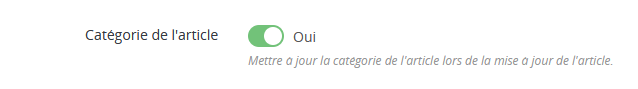 Catégorie de l'article Oui
Mettre à jour la catégorie de l'article lors de la mise à jour de l'article.